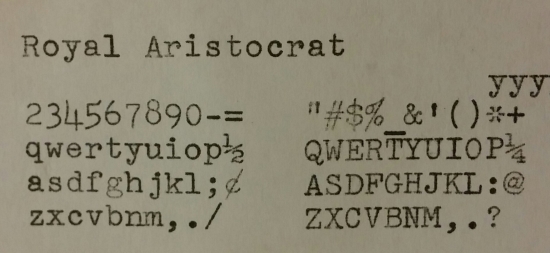 Royal Aristocrat
yyy
234567890-= "#$%_&'()*+
qwertyuiop½ QWERTYUIOP¼
asdfghjkl;¢ ASDFGHJKL:@
zxcvbnm,./ ZXCVBNM,.?